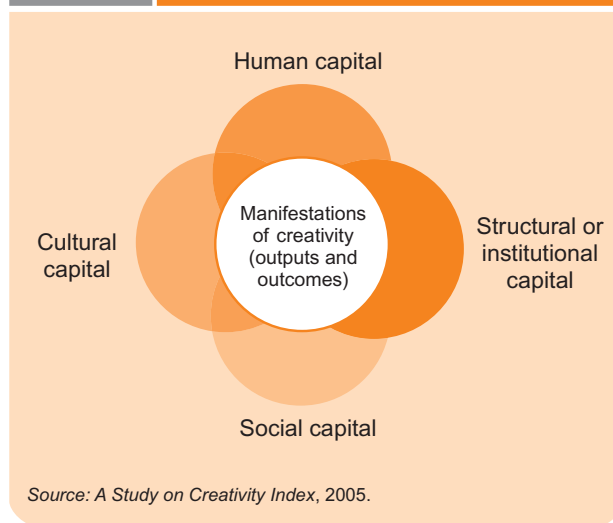 Human capital
Manifestations
of creativity
(outputs and
outcomes)
Cultural
capital
Structural or
institutional
capital
Social capital
Source: A Study on Creativity Index, 2005.